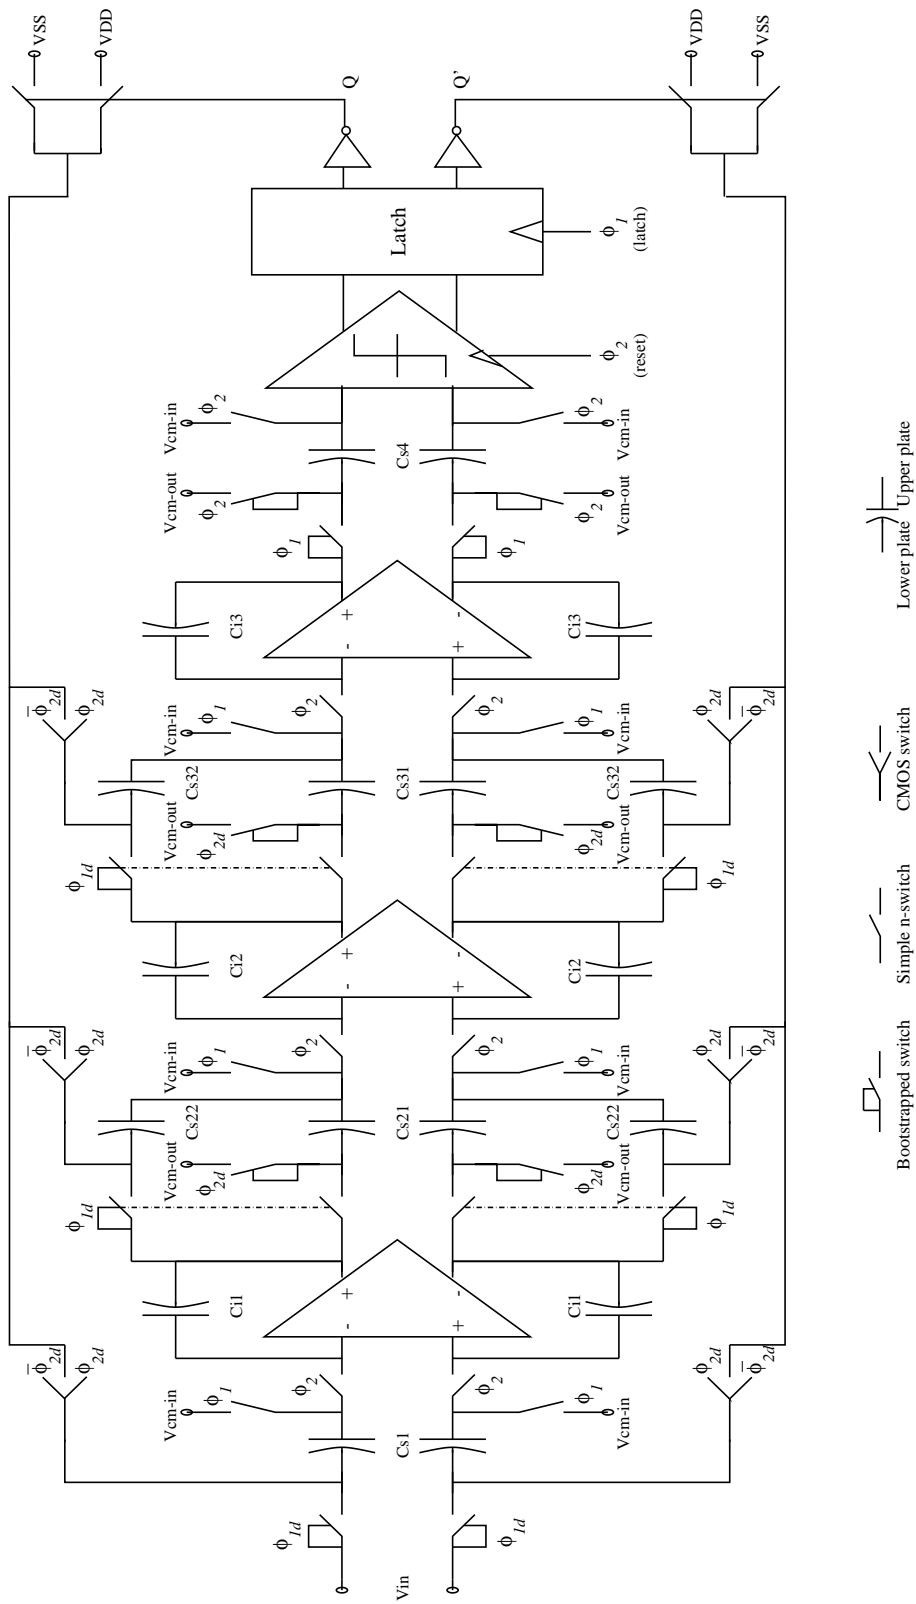 VSS
VDD
VDD
VSS
Q
Q'
Latch
ϕ1
(latch)
ϕ2
(reset)
Vcm-in
ϕ2
ϕ2
Vcm-in
Cs4
Vcm-out
ϕ2
ϕ2
Vcm-out
ϕ1
ϕ1
+
-
-
+
Ci3
Ci3
ϕ̅2d
ϕ2d
ϕ2d
ϕ̅2d
Vcm-in
ϕ1
ϕ2
ϕ2
ϕ1
Vcm-in
Cs32
Cs31
Cs32
Vcm-out
ϕ2d
ϕ2d
Vcm-out
ϕ1d
ϕ1d
+
-
-
+
Ci2
Ci2
ϕ̅2d
ϕ2d
ϕ2d
ϕ̅2d
Vcm-in
ϕ1
ϕ2
ϕ2
ϕ1
Vcm-in
Cs22
Cs21
Cs22
Vcm-out
ϕ2d
ϕ2d
Vcm-out
ϕ1d
ϕ1d
+
-
-
+
Ci1
Ci1
ϕ̅2d
ϕ2d
ϕ2d
ϕ̅2d
Vcm-in
ϕ1
ϕ2
ϕ2
ϕ1
Vcm-in
Cs1
ϕ1d
ϕ1d
Vin
Bootstrapped switch
Simple n-switch
CMOS switch
Lower plate
Upper plate